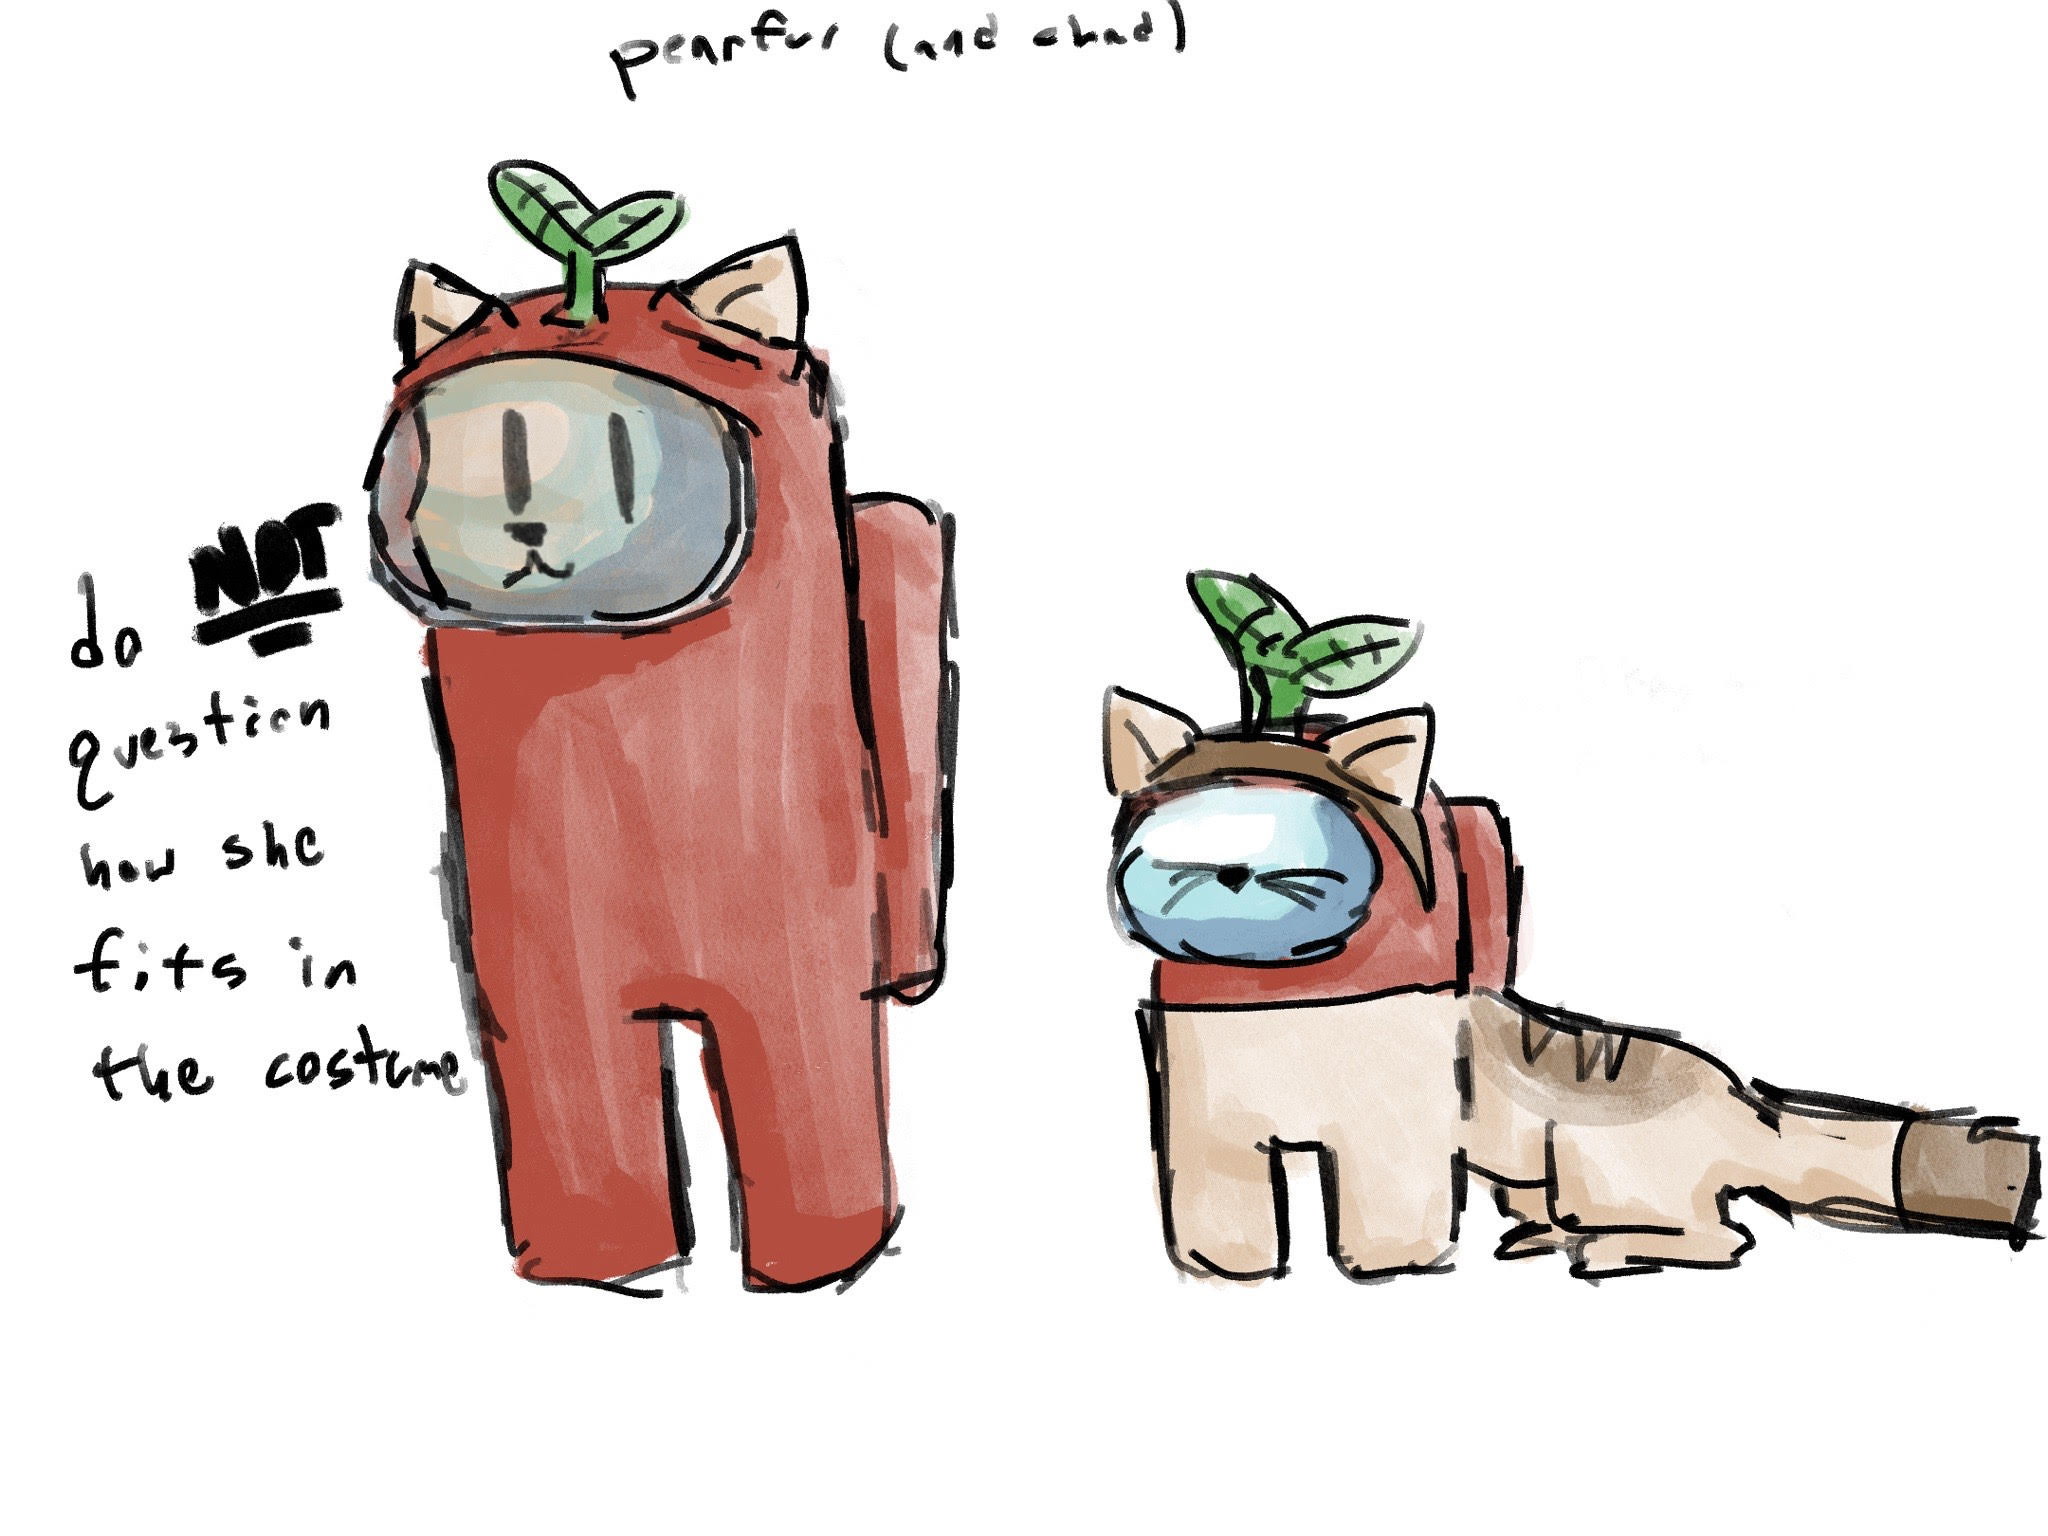 pearfur (and chad)
do NOT
question
how she
fits in
the costume